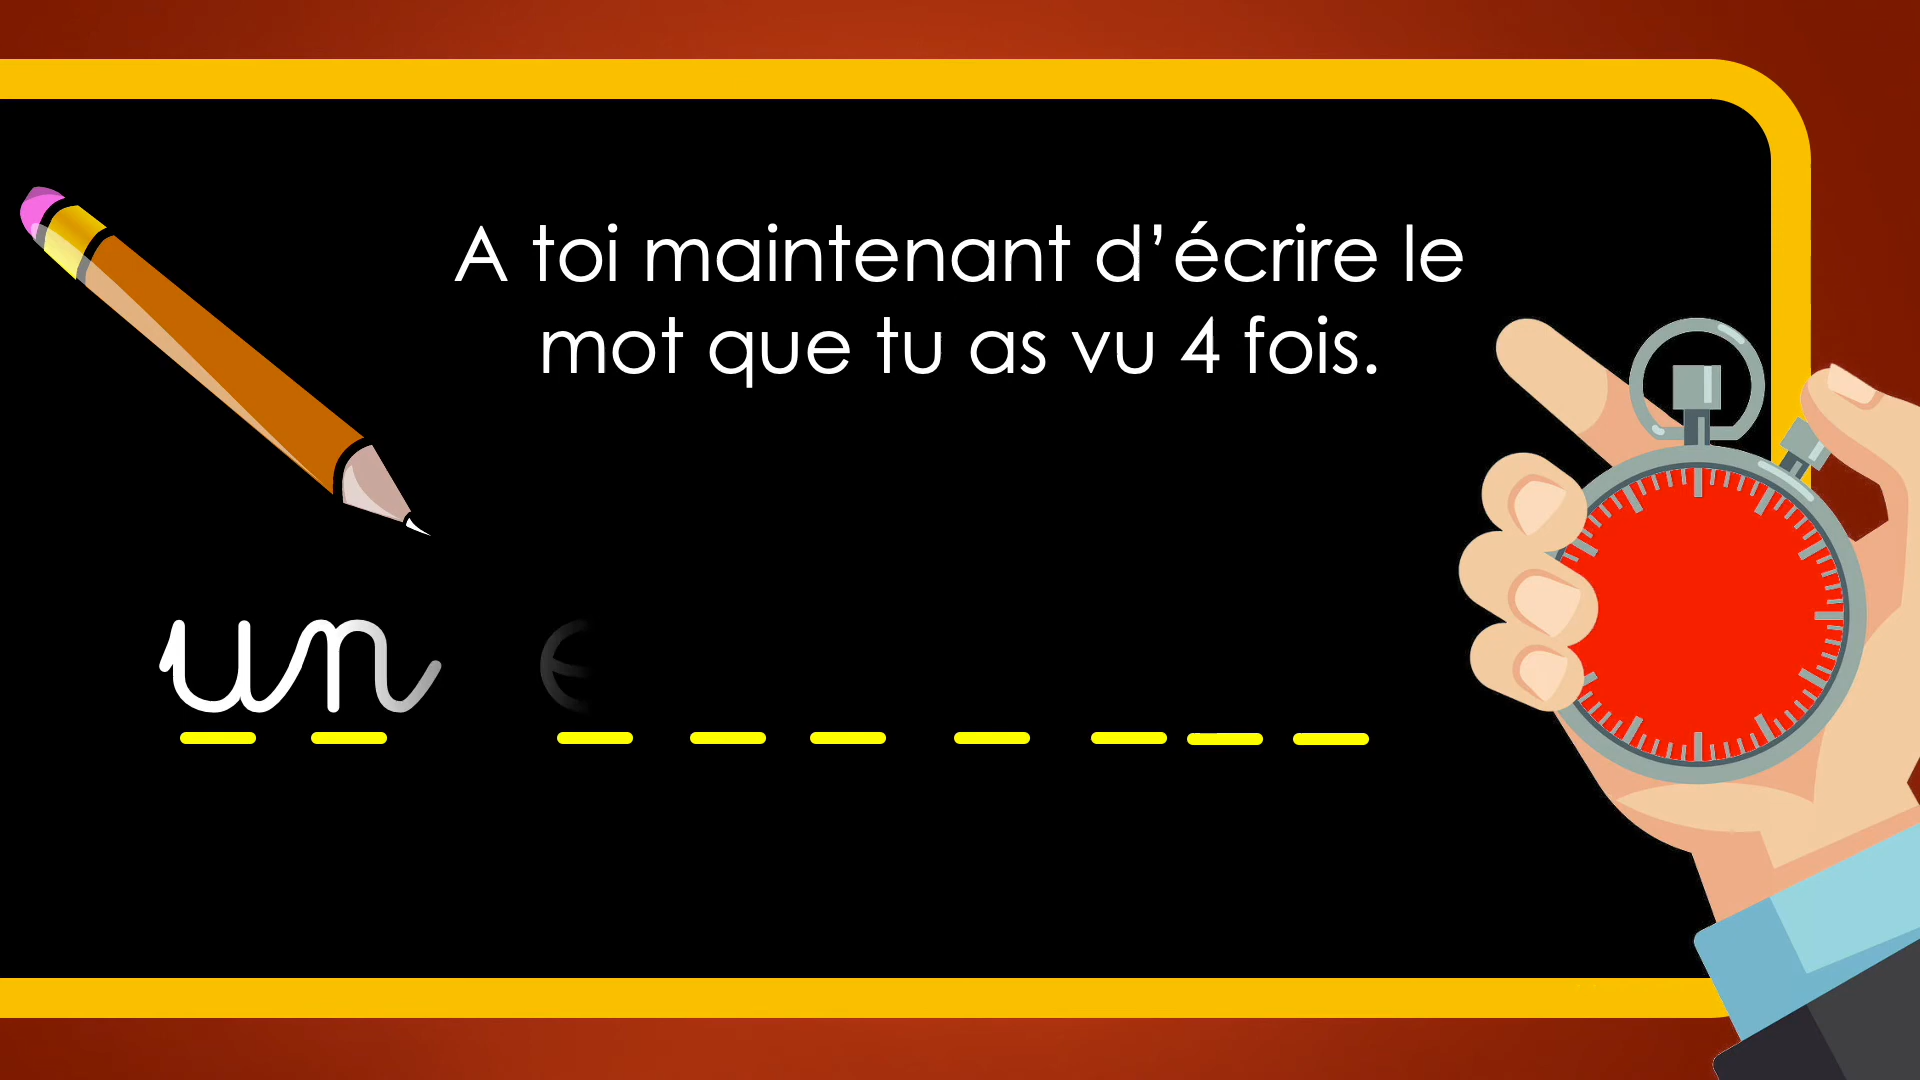 A toi maintenant d’écrire le
mot que tu as vu 4 fois.
un e